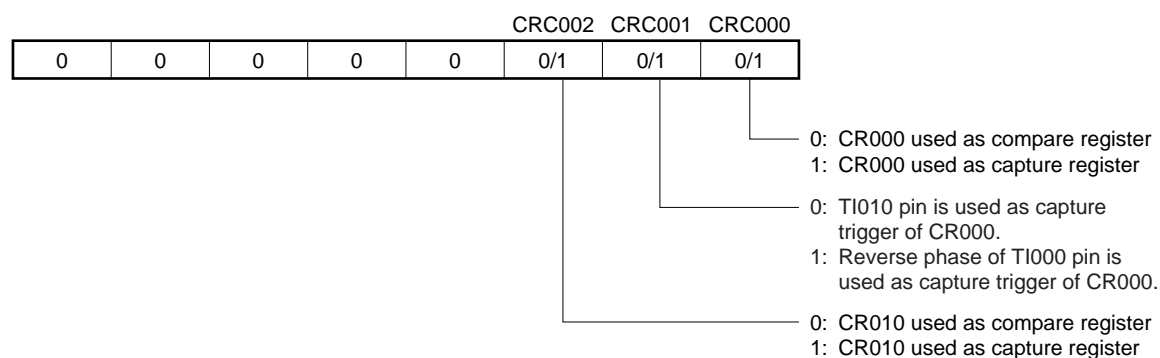 CRC002 CRC001 CRC000
0 0 0 0 0 0/1 0/1 0/1
0: CR000 used as compare register
1: CR000 used as capture register
0: TI010 pin is used as capture
trigger of CR000.
1: Reverse phase of TI000 pin is
used as capture trigger of CR000.
0: CR010 used as compare register
1: CR010 used as capture register